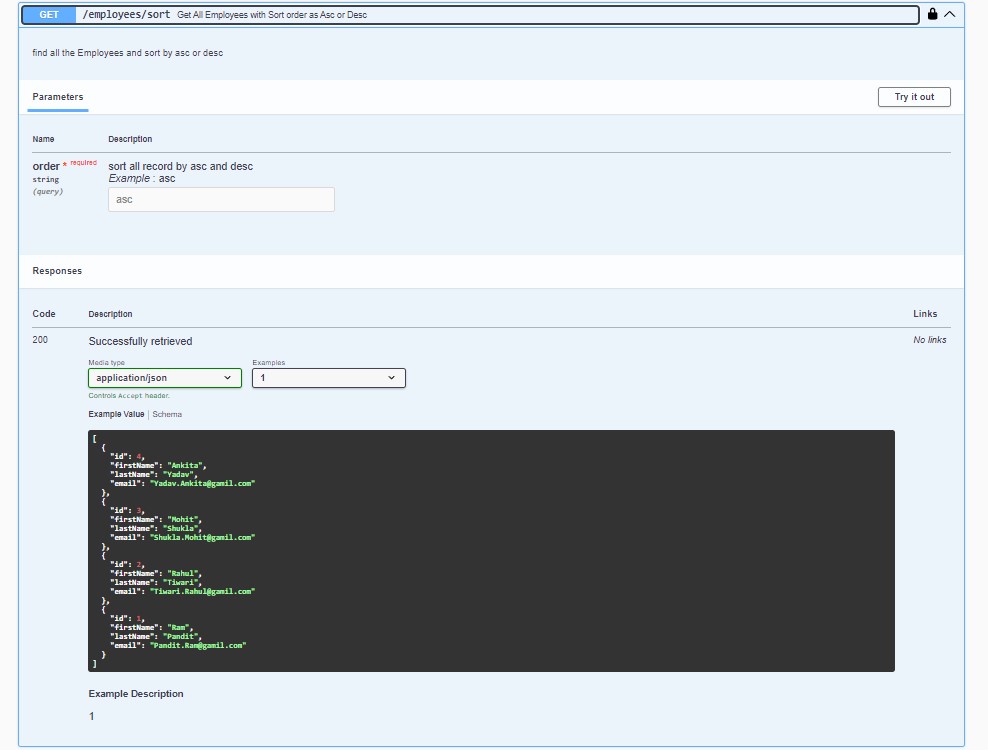 GET /employees/sort Get All Employees with Sort order as Asc or Desc
find all the Employees and sort by asc or desc
Parameters
Try it out
Name Description
order * required sort all record by asc and desc
string Example : asc
(query)
asc
Responses
Code Description Links
200 Successfully retrieved No links
Media type Examples
application/json 1
Controls Accept header.
Example Value | Schema
[
{
"id": 4,
"firstName": "Ankita",
"lastName": "Yadav",
"email": "Yadav.Ankita@gamil.com"
},
{
"id": 3,
"firstName": "Mohit",
"lastName": "Shukla",
"email": "Shukla.Mohit@gamil.com"
},
{
"id": 2,
"firstName": "Rahul",
"lastName": "Tiwari",
"email": "Tiwari.Rahul@gamil.com"
},
{
"id": 1,
"firstName": "Ram",
"lastName": "Pandit",
"email": "Pandit.Ram@gamil.com"
}
]
Example Description
1